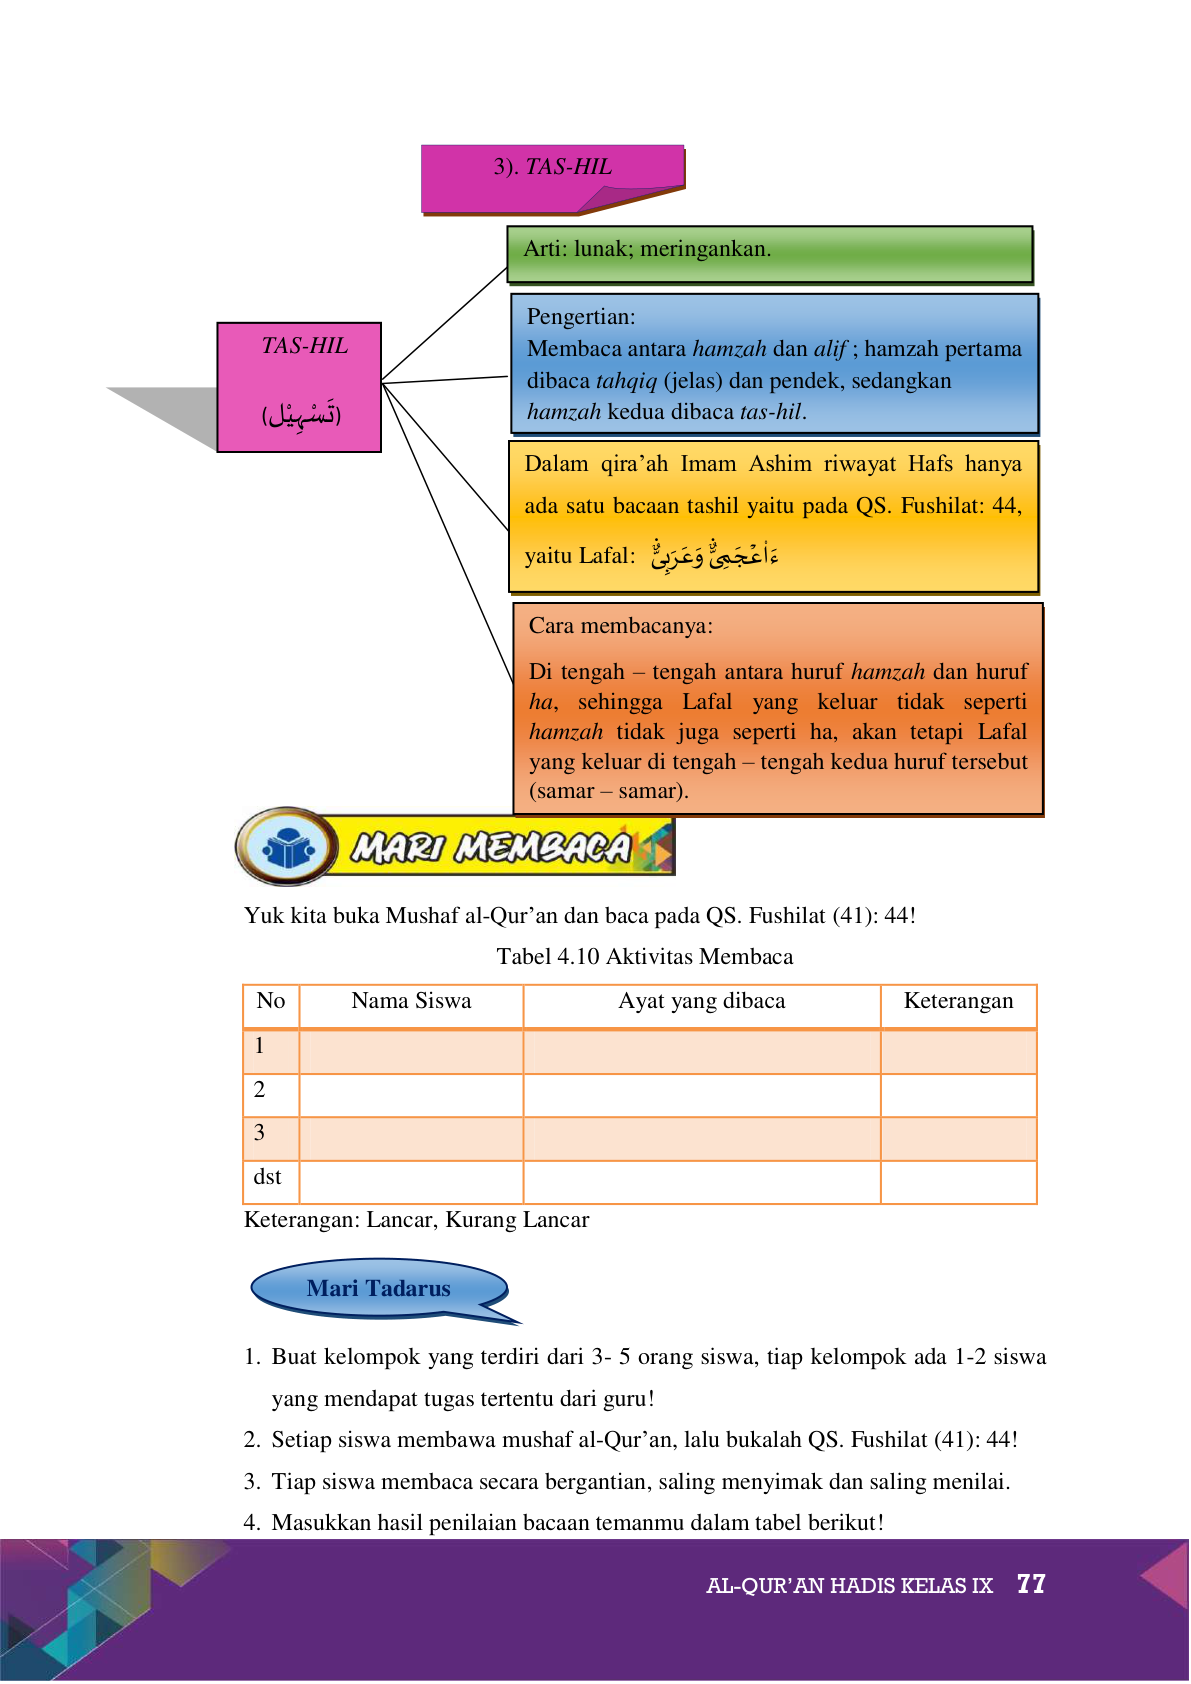 3). TAS-HIL
Arti: lunak; meringankan.
TAS-HIL
(تَسْهِيْل)
Pengertian:
Membaca antara hamzah dan alif ; hamzah pertama
dibaca tahqiq (jelas) dan pendek, sedangkan
hamzah kedua dibaca tas-hil.
Dalam qira’ah Imam Ashim riwayat Hafs hanya
ada satu bacaan tashil yaitu pada QS. Fushilat: 44,
yaitu Lafal: ءَاَ۬عْجَمِيٌّ وَعَرَبِيٌّ
Cara membacanya:
Di tengah – tengah antara huruf hamzah dan huruf
ha, sehingga Lafal yang keluar tidak seperti
hamzah tidak juga seperti ha, akan tetapi Lafal
yang keluar di tengah – tengah kedua huruf tersebut
(samar – samar).
MARI MEMBACA
Yuk kita buka Mushaf al-Qur’an dan baca pada QS. Fushilat (41): 44!
Tabel 4.10 Aktivitas Membaca
No Nama Siswa Ayat yang dibaca Keterangan
1
2
3
dst
Keterangan: Lancar, Kurang Lancar
Mari Tadarus
1. Buat kelompok yang terdiri dari 3- 5 orang siswa, tiap kelompok ada 1-2 siswa
yang mendapat tugas tertentu dari guru!
2. Setiap siswa membawa mushaf al-Qur’an, lalu bukalah QS. Fushilat (41): 44!
3. Tiap siswa membaca secara bergantian, saling menyimak dan saling menilai.
4. Masukkan hasil penilaian bacaan temanmu dalam tabel berikut!
AL-QUR’AN HADIS KELAS IX 77